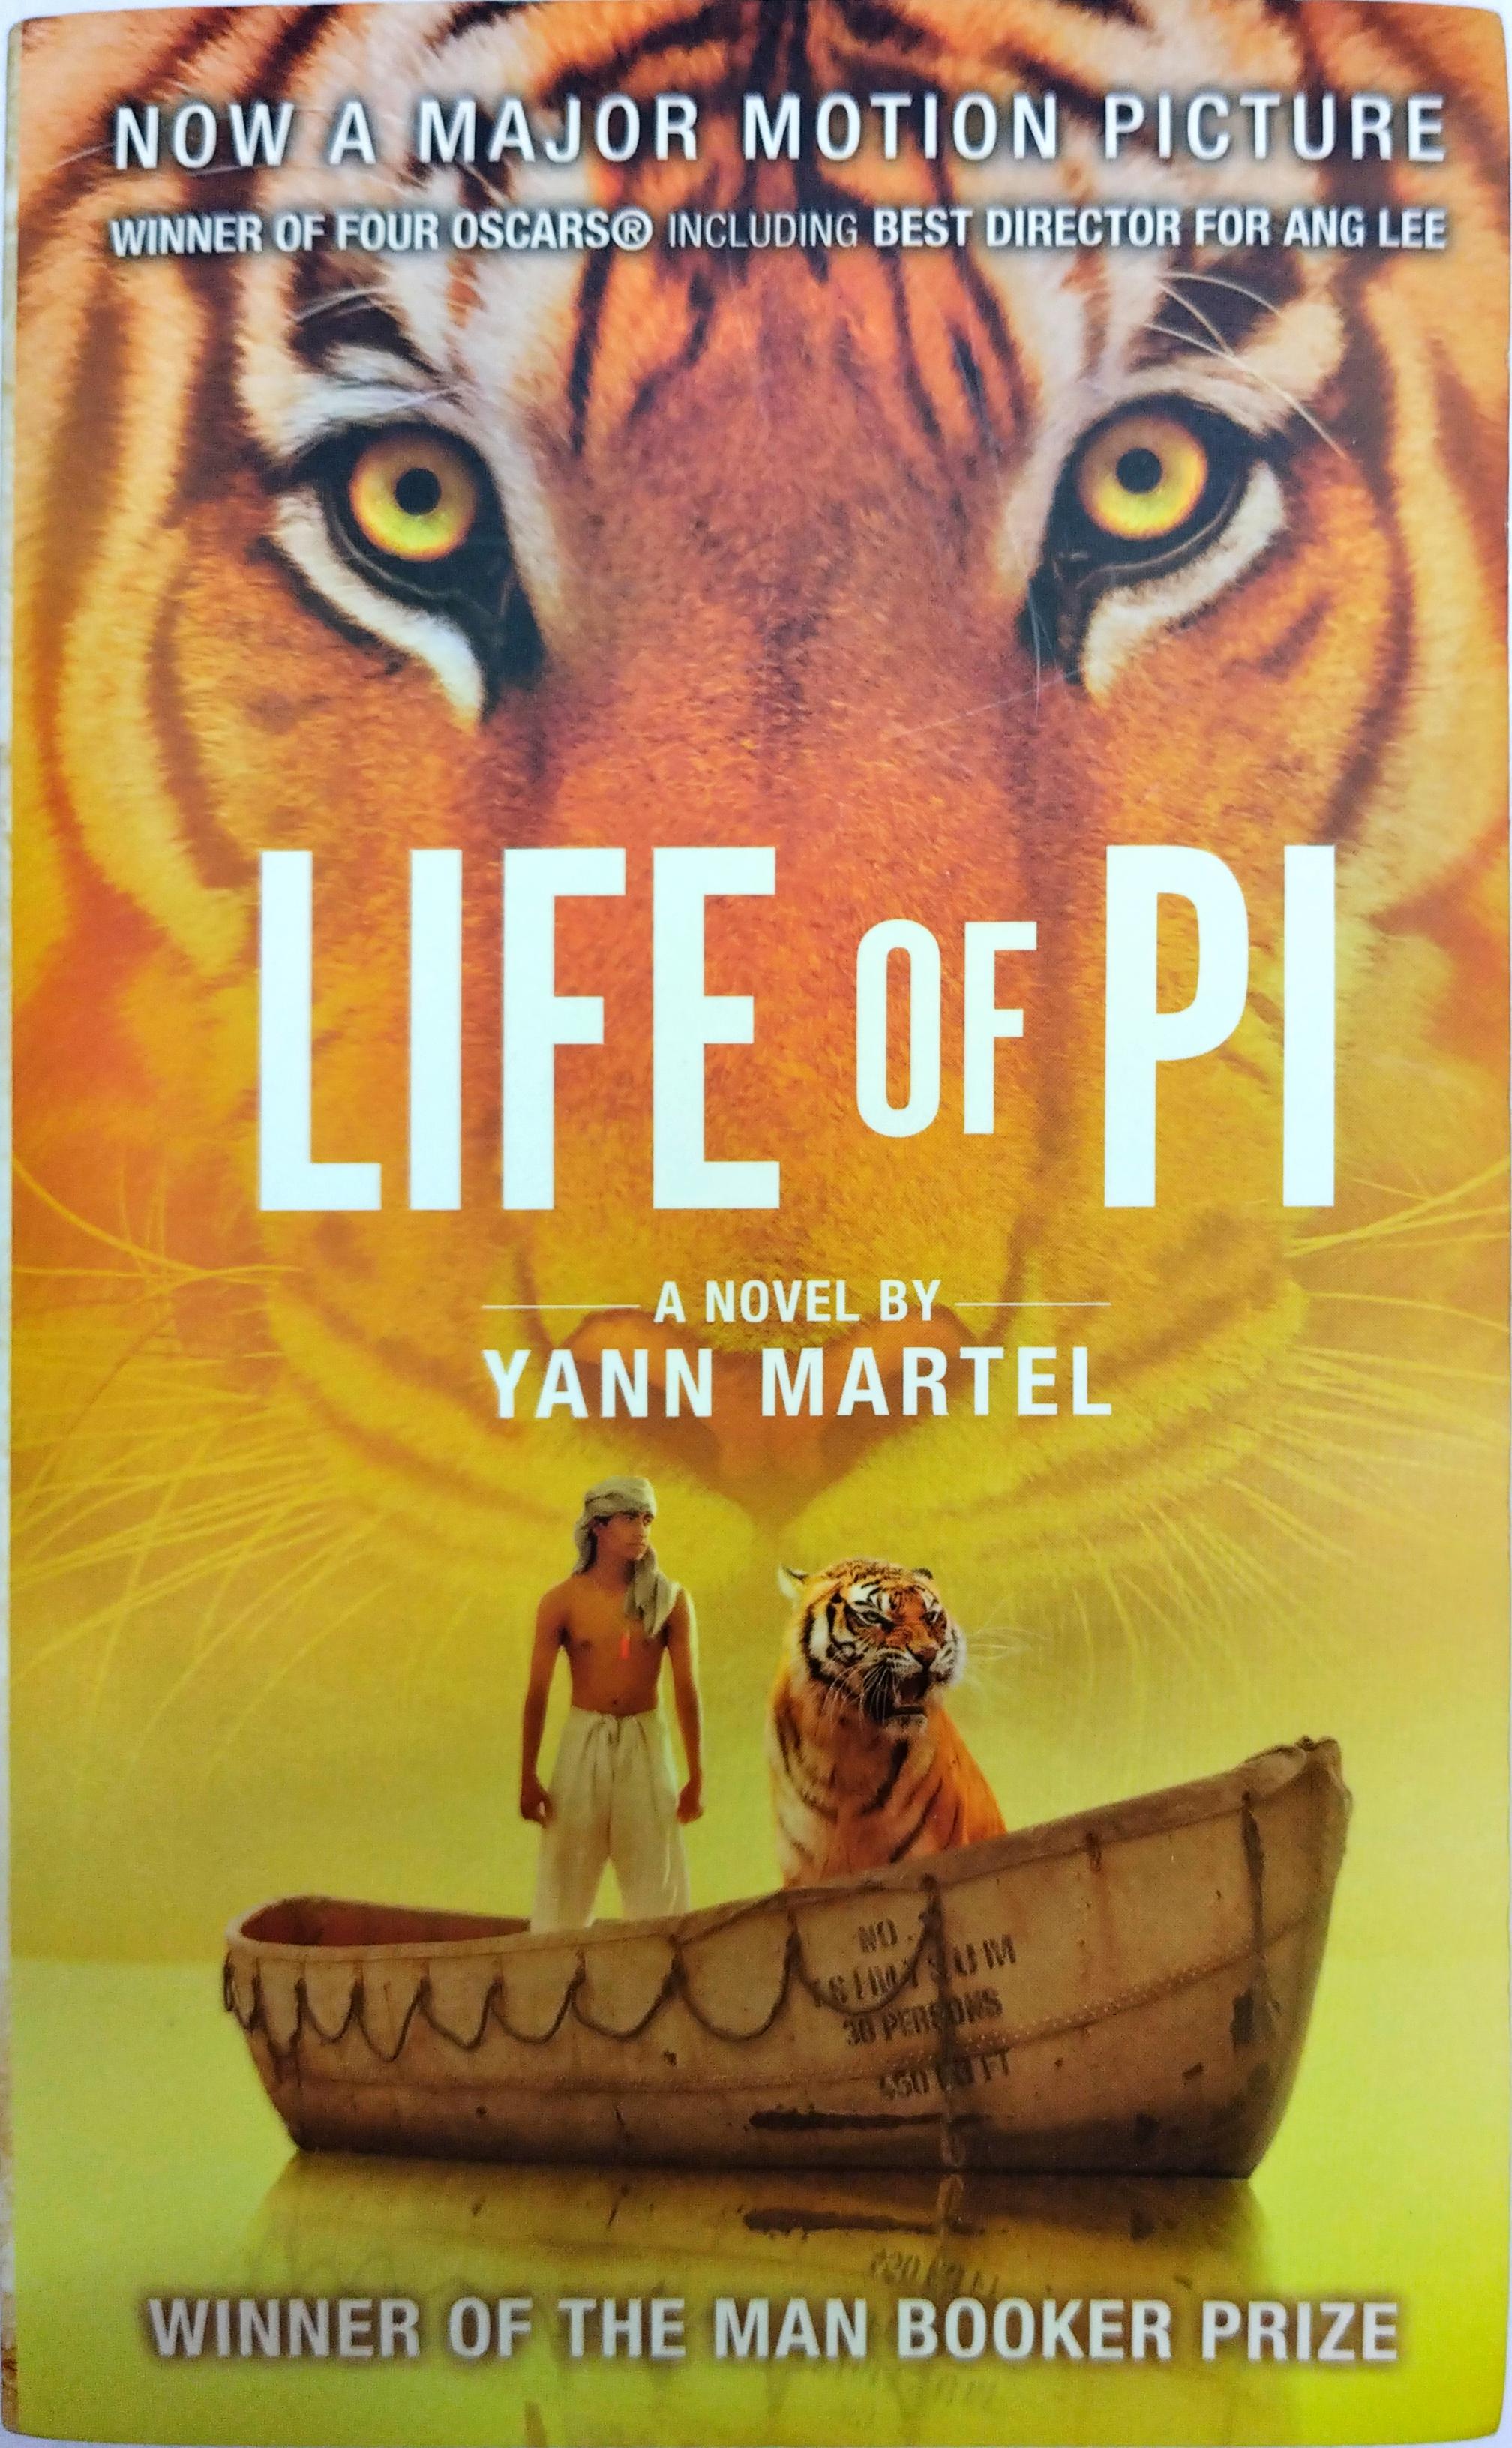 NOW A MAJOR MOTION PICTURE
WINNER OF FOUR OSCARS® INCLUDING BEST DIRECTOR FOR ANG LEE
LIFE OF PI
A NOVEL BY
YANN MARTEL
NO
30 PERSONS
WINNER OF THE MAN BOOKER PRIZE